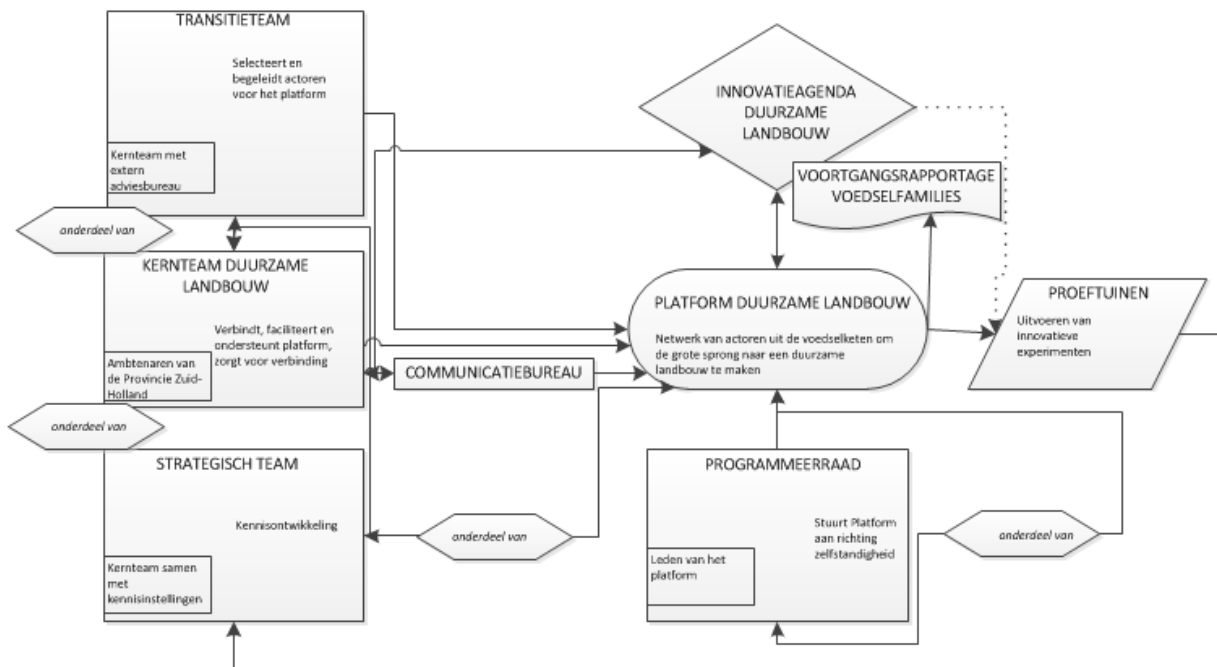 TRANSITIETEAM
Selecteert en
begeleidt actoren
voor het platform
Kernteam met
extern
adviesbureau
onderdeel van
KERNTEAM DUURZAME
LANDBOUW
Verbindt, faciliteert en
ondersteunt platform,
zorgt voor verbinding
Ambtenaren van
de Provincie Zuid-
Holland
onderdeel van
STRATEGISCH TEAM
Kennisontwikkeling
Kernteam samen
met
kennisinstellingen
COMMUNICATIEBUREAU
onderdeel van
INNOVATIEAGENDA
DUURZAME
LANDBOUW
VOORTGANGSRAPPORTAGE
VOEDSELFAMILIES
PLATFORM DUURZAME LANDBOUW
Netwerk van actoren uit de voedselketen om
de grote sprong naar een duurzame
landbouw te maken
PROEFTUINEN
Uitvoeren van
innovatieve
experimenten
PROGRAMMEERRAAD
Stuurt Platform
aan richting
zelfstandigheid
Leden van het
platform
onderdeel van